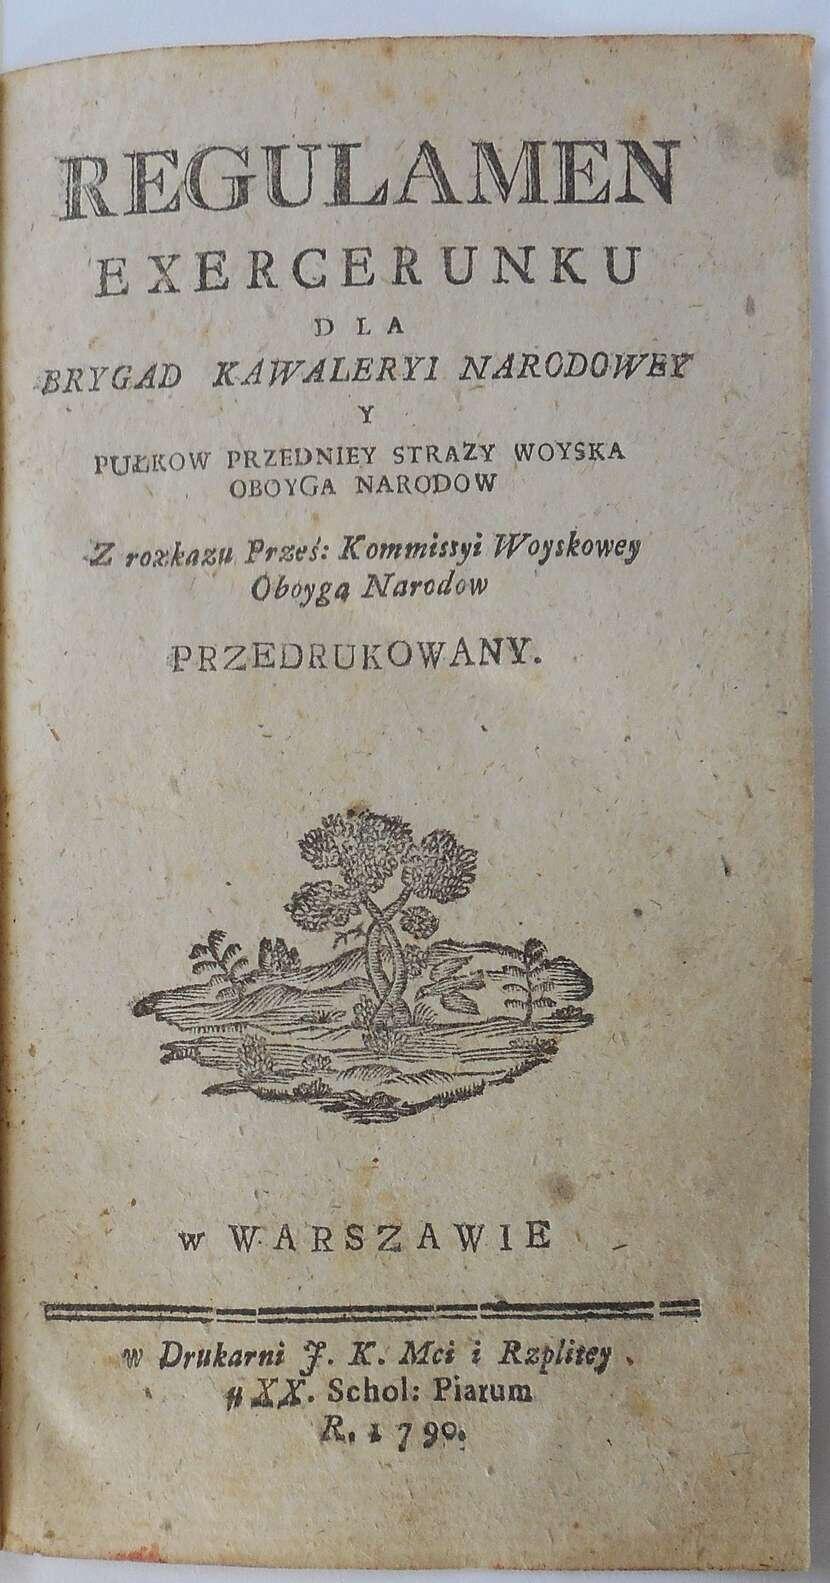 REGULAMEN
EXERCERUNKU
DLA
BRYGAD KAWALERYI NARODOWEY
Y
PUŁKOW PRZEDNIEY STRAZY WOYSKA
OBOYGA NARODOW
Z rozkazu Prześ: Kommissyi Woyskowey
Oboyga Narodow
PRZEDRUKOWANY.
w WARSZAWIE
w Drukarni J. K. Mci i Rzplitey
u XX. Schol: Piarum
R. 1790.